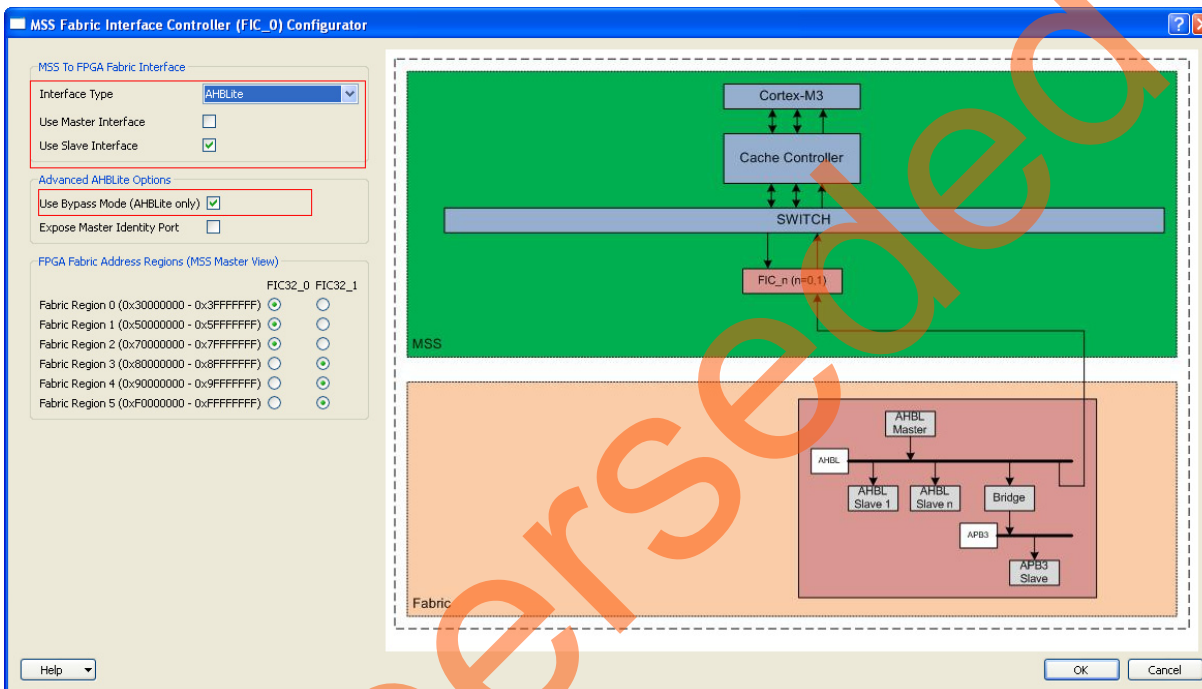 MSS Fabric Interface Controller (FIC_0) Configurator
MSS To FPGA Fabric Interface
Interface Type AHBLite
Use Master Interface
Use Slave Interface
Advanced AHBLite Options
Use Bypass Mode (AHBLite only)
Expose Master Identity Port
FPGA Fabric Address Regions (MSS Master View)
FIC32_0 FIC32_1
Fabric Region 0 (0x30000000 - 0x3FFFFFFF)
Fabric Region 1 (0x50000000 - 0x5FFFFFFF)
Fabric Region 2 (0x70000000 - 0x7FFFFFFF)
Fabric Region 3 (0x80000000 - 0x8FFFFFFF)
Fabric Region 4 (0x90000000 - 0x9FFFFFFF)
Fabric Region 5 (0xF0000000 - 0xFFFFFFFF)
Cortex-M3
Cache Controller
SWITCH
FIC_n (n=0,1)
MSS
AHBL
Master
AHBL
AHBL
Slave 1
AHBL
Slave n
Bridge
APB3
APB3
Slave
Fabric
Help
OK
Cancel
ersed